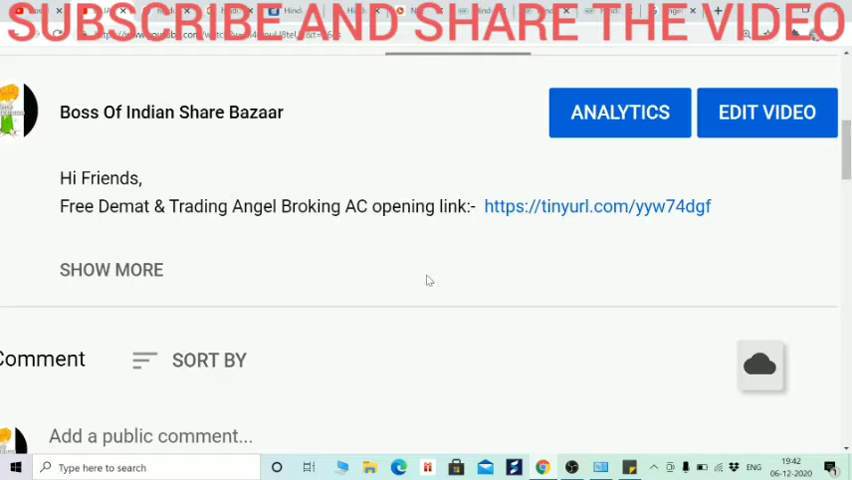 SUBSCRIBE AND SHARE THE VIDEO
Boss Of Indian Share Bazaar
ANALYTICS
EDIT VIDEO
Hi Friends,
Free Demat & Trading Angel Broking AC opening link:- https://tinyurl.com/yyw74dgf
SHOW MORE
Comment
SORT BY
Add a public comment...
Type here to search
ENG
19:42
06-12-2020